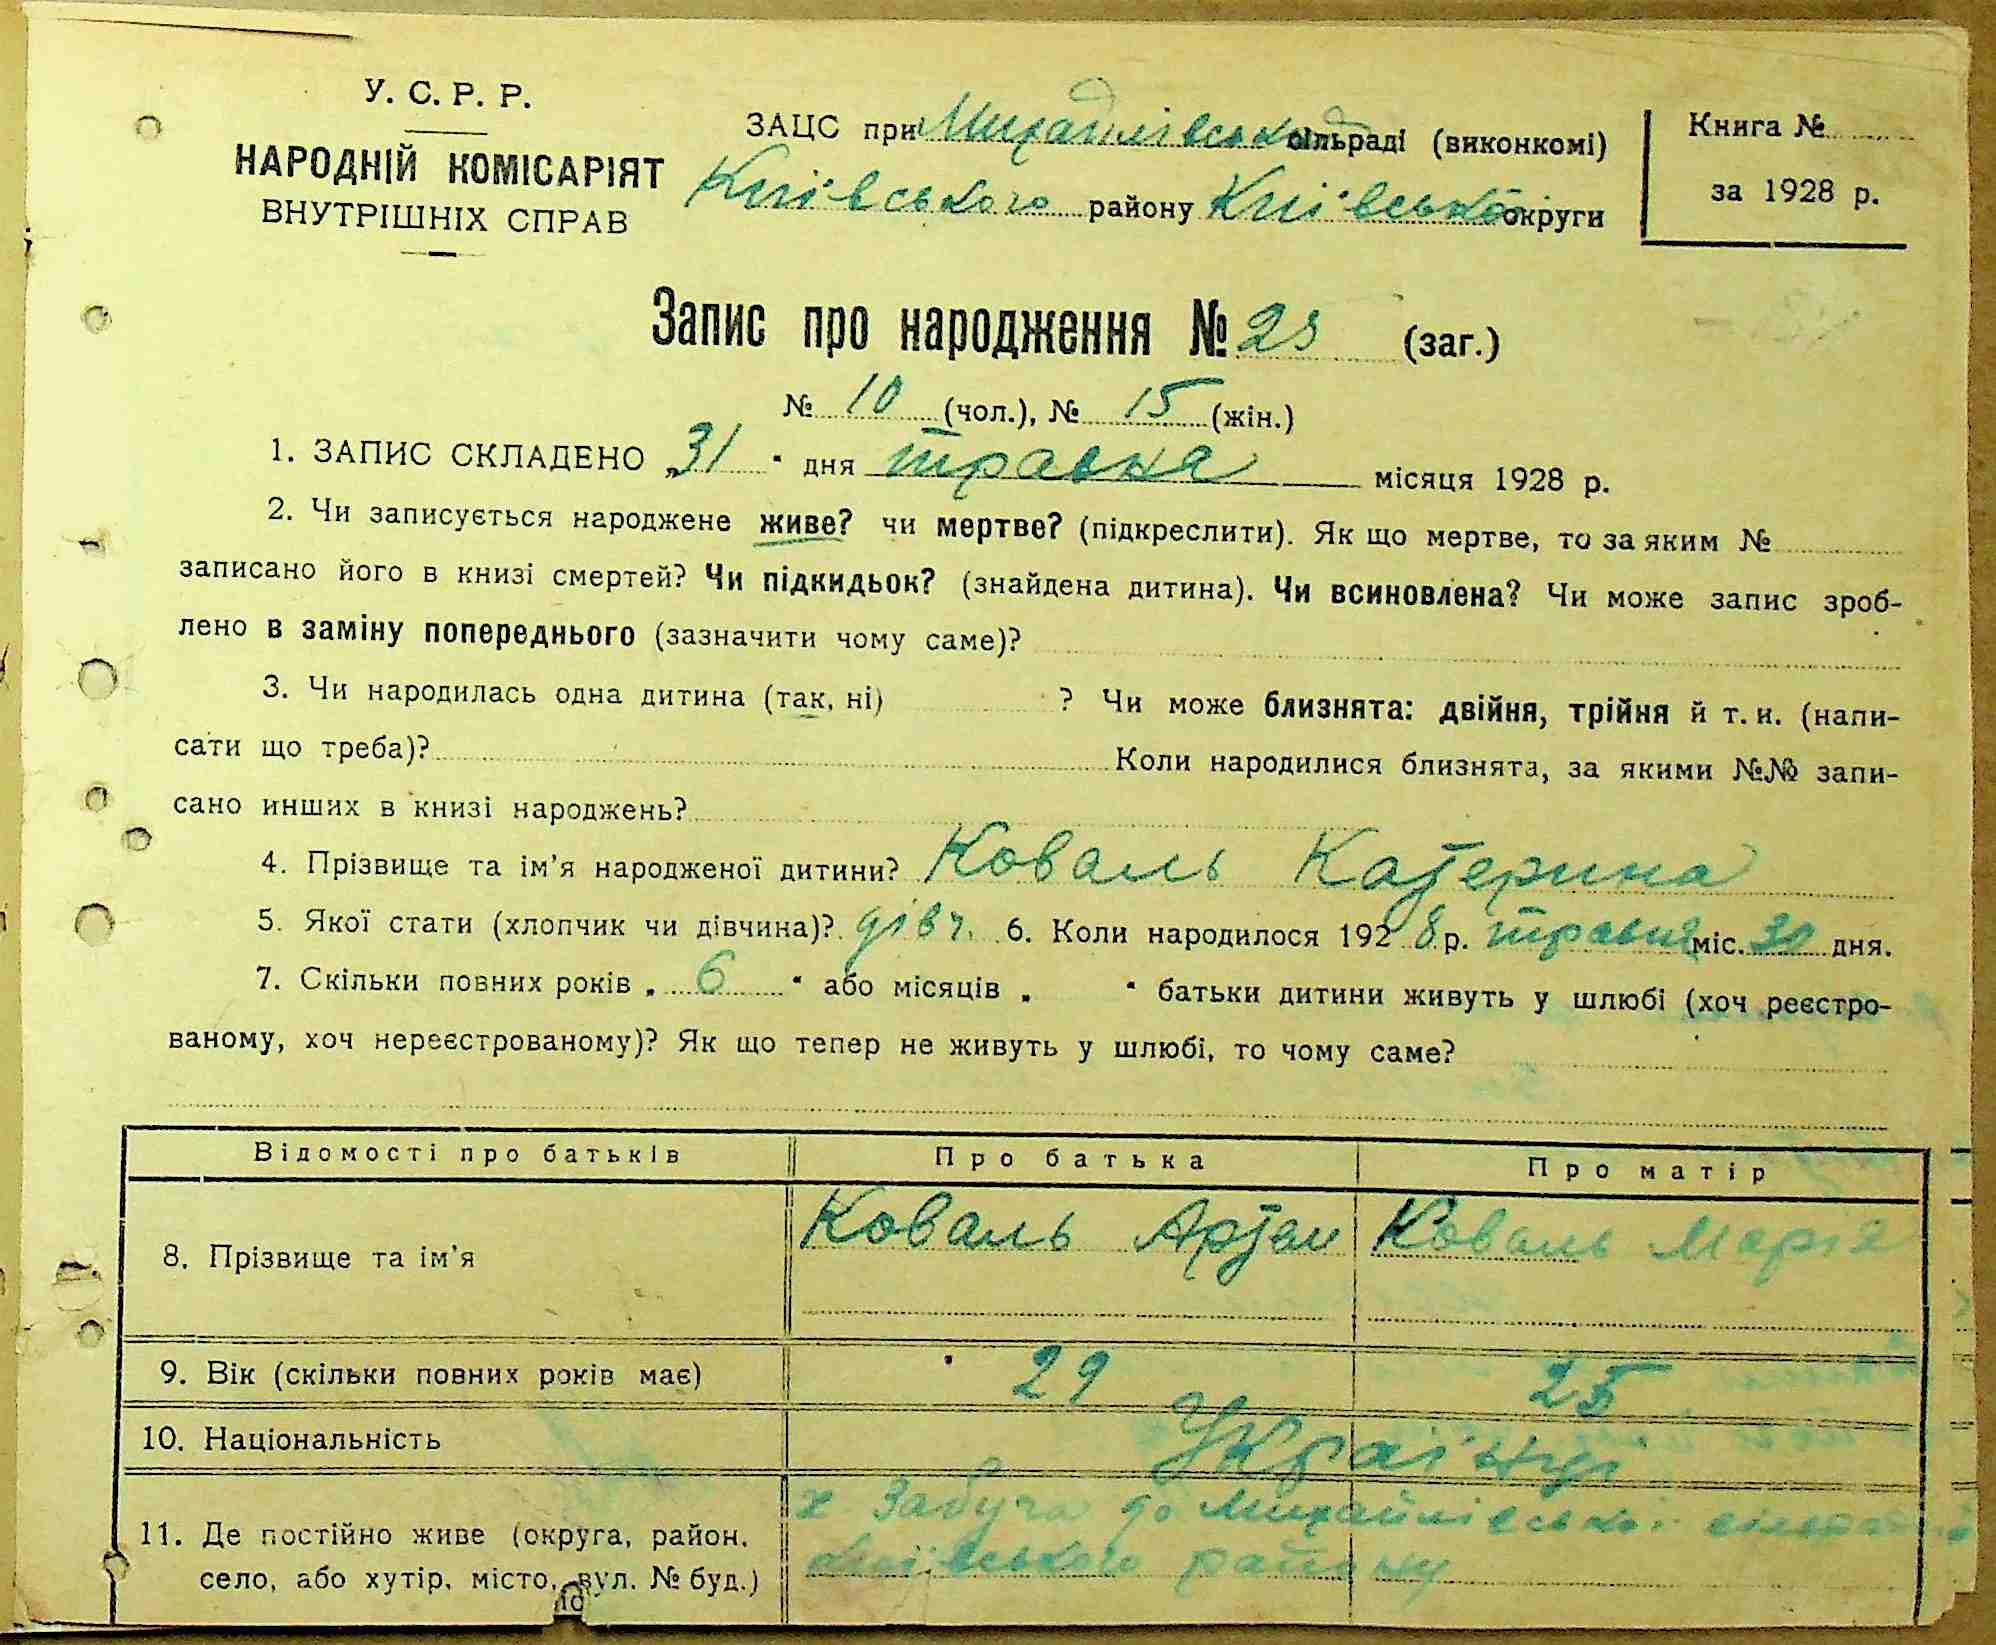 У. С. Р. Р.
НАРОДНІЙ КОМІСАРІЯТ
ВНУТРІШНІХ СПРАВ
ЗАЦС при Михайлівській сільраді (виконкомі)
Київського району Київської округи
Книга №
за 1928 р.
Запис про народження № 25 (заг.)
№ 10 (чол.), № 15 (жін.)
1. ЗАПИС СКЛАДЕНО „31" дня травня місяця 1928 р.
2. Чи записується народжене живе? чи мертве? (підкреслити). Як що мертве, то за яким №
записано його в книзі смертей? Чи підкидьок? (знайдена дитина). Чи всиновлена? Чи може запис зроб-
лено в заміну попереднього (зазначити чому саме)?
3. Чи народилась одна дитина (так, ні) ? Чи може близнята: двійня, трійня й т. и. (напи-
сати що треба)? Коли народилися близнята, за якими №№ запи-
сано инших в книзі народжень?
4. Прізвище та ім'я народженої дитини? Коваль Катерина
5. Якої стати (хлопчик чи дівчина)? дівч. 6. Коли народилося 1928 р. травня міс. 30 дня.
7. Скільки повних років „ 6 " або місяців „ " батьки дитини живуть у шлюбі (хоч реєстро-
ваному, хоч нереєстрованому)? Як що тепер не живуть у шлюбі, то чому саме?
Відомості про батьків Про батька Про матір
8. Прізвище та ім'я Коваль Артем Коваль Марія
9. Вік (скільки повних років має) 29 25
10. Національність Українці
11. Де постійно живе (округа, район, село, або хутір, місто, вул. № буд.)
х Забуча до Михайлівської сільради
Київського району